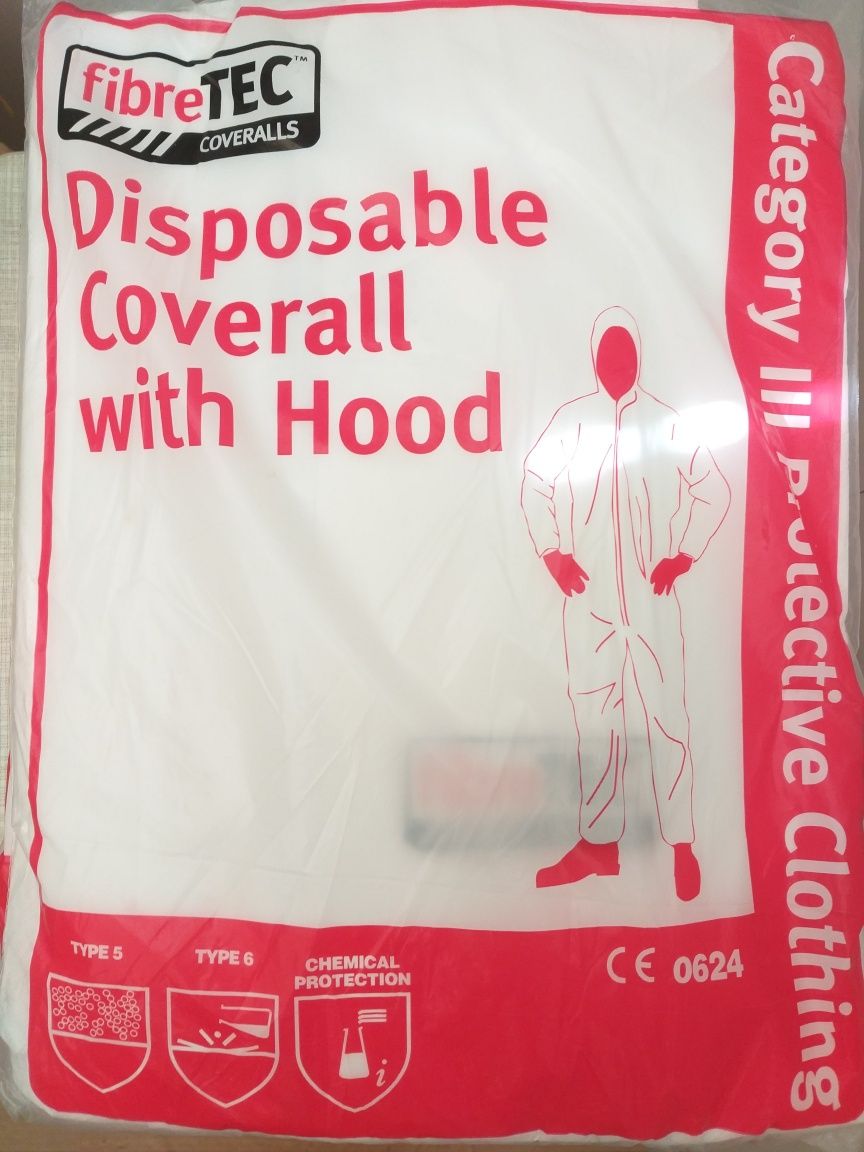 fibreTEC™
COVERALLS
Disposable
Coverall
with Hood
Category III Protective Clothing
TYPE 5
TYPE 6
CHEMICAL
PROTECTION
i
CE 0624